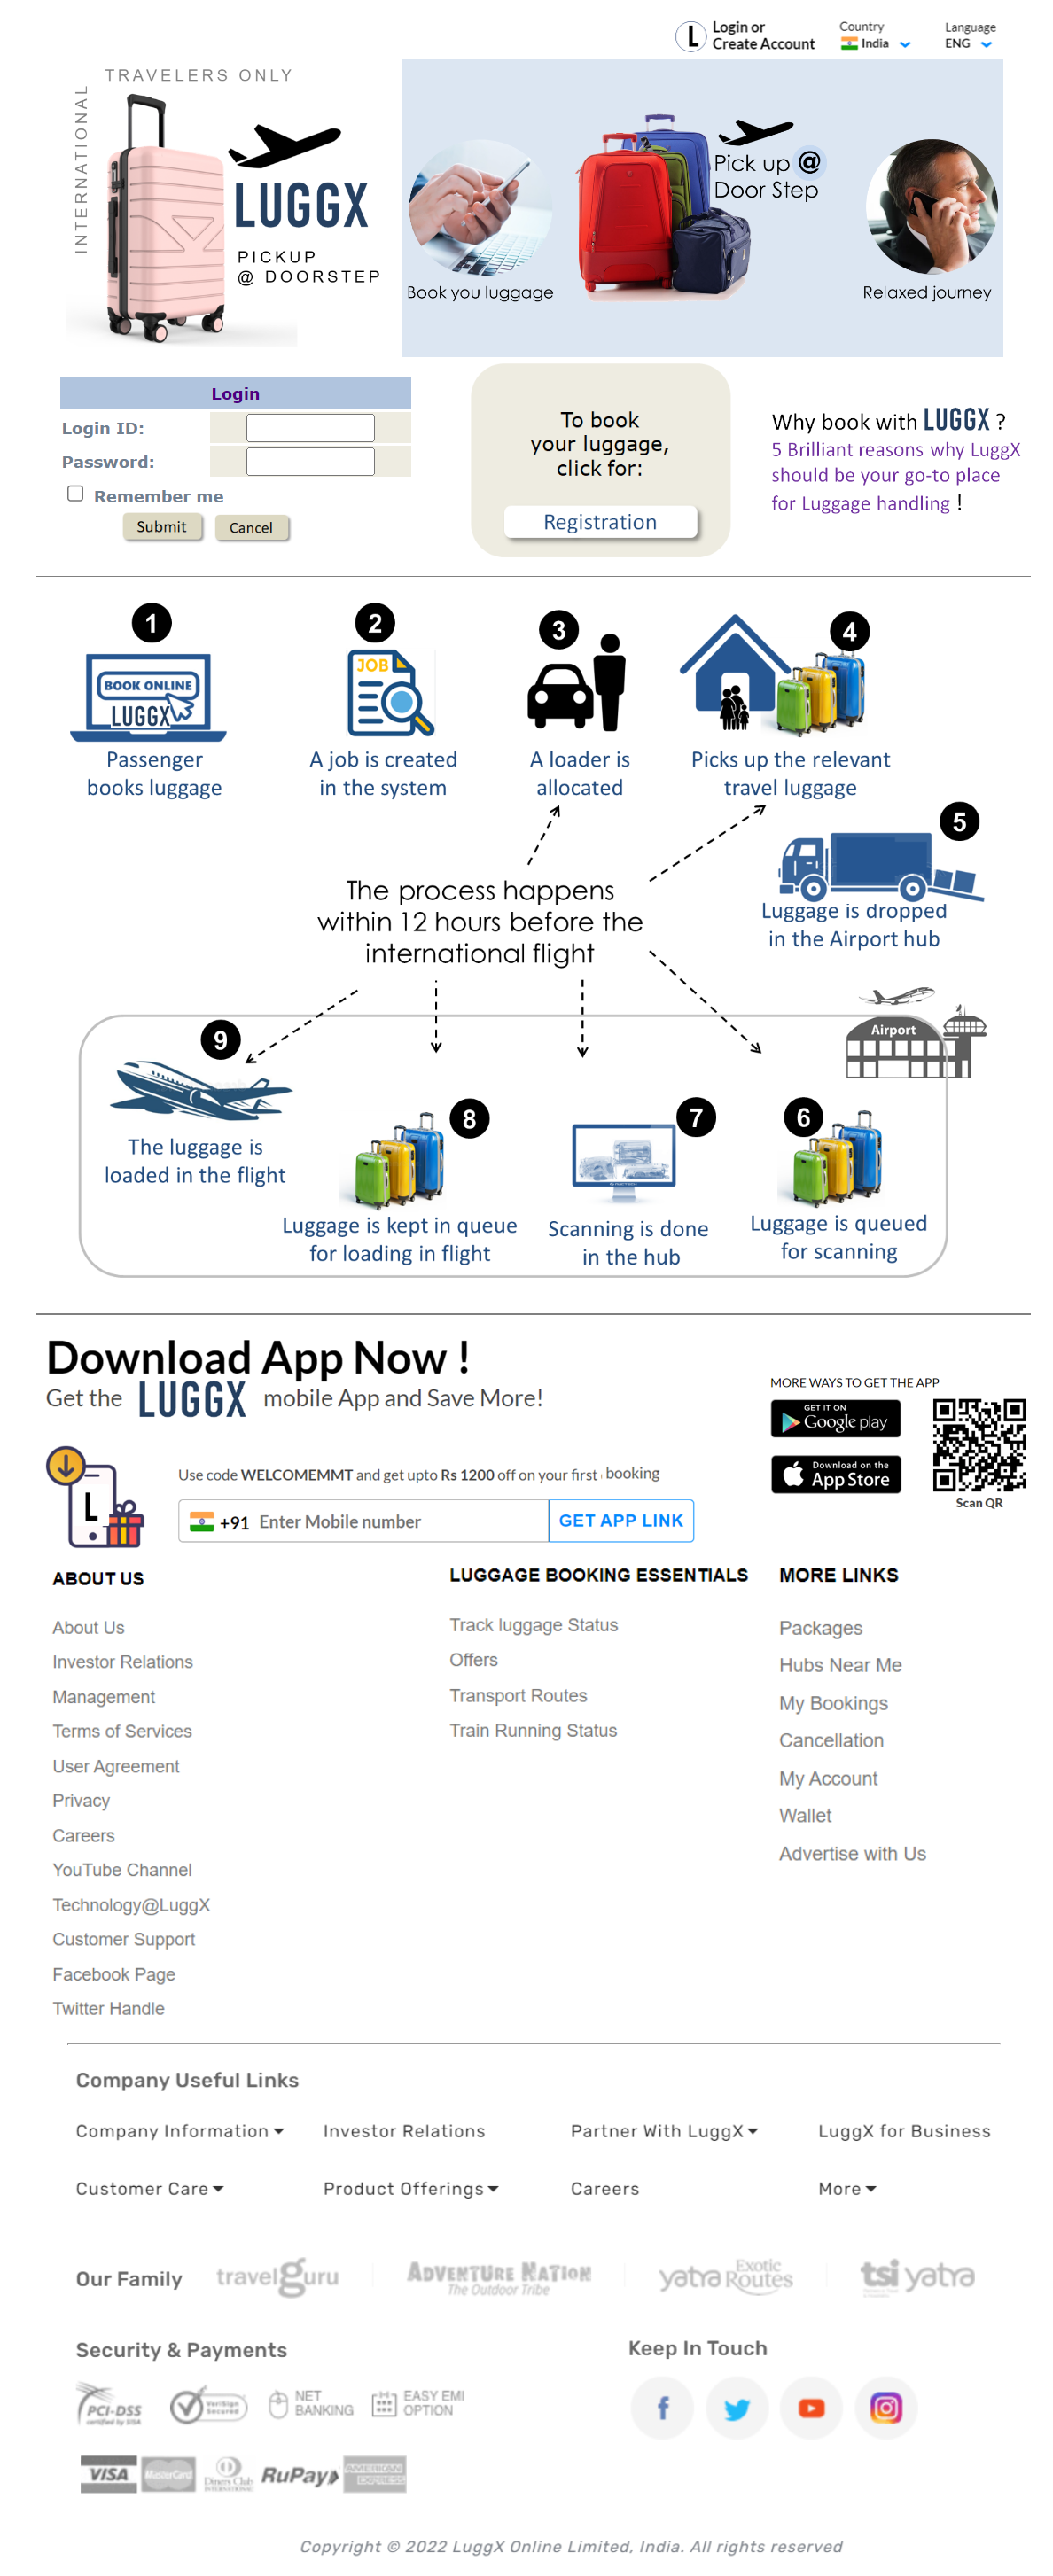 Login or
Create Account
Country
India
Language
ENG
TRAVELERS ONLY
INTERNATIONAL
LUGGX
PICKUP
@ DOORSTEP
Pick up @
Door Step
Book you luggage
Relaxed journey
Login
Login ID:
Password:
Remember me
Submit
Cancel
To book
your luggage,
click for:
Registration
Why book with LUGGX ?
5 Brilliant reasons why LuggX
should be your go-to place
for Luggage handling !
1
BOOK ONLINE
LUGGX
Passenger
books luggage
2
JOB
A job is created
in the system
3
A loader is
allocated
4
Picks up the relevant
travel luggage
5
Luggage is dropped
in the Airport hub
The process happens
within 12 hours before the
international flight
Airport
9
The luggage is
loaded in the flight
8
Luggage is kept in queue
for loading in flight
7
Scanning is done
in the hub
6
Luggage is queued
for scanning
Download App Now !
Get the LUGGX mobile App and Save More!
MORE WAYS TO GET THE APP
GET IT ON
Google play
Download on the
App Store
Scan QR
L
Use code WELCOMEMMT and get upto Rs 1200 off on your first booking
+91 Enter Mobile number
GET APP LINK
ABOUT US
About Us
Investor Relations
Management
Terms of Services
User Agreement
Privacy
Careers
YouTube Channel
Technology@LuggX
Customer Support
Facebook Page
Twitter Handle
LUGGAGE BOOKING ESSENTIALS
Track luggage Status
Offers
Transport Routes
Train Running Status
MORE LINKS
Packages
Hubs Near Me
My Bookings
Cancellation
My Account
Wallet
Advertise with Us
Company Useful Links
Company Information
Investor Relations
Partner With LuggX
LuggX for Business
Customer Care
Product Offerings
Careers
More
Our Family
travelguru
ADVENTURE NATION
The Outdoor Tribe
yatra Exotic Routes
tsi yatra
Security & Payments
PCI-DSS
certified by SISA
VeriSign
Secured
NET
BANKING
EASY EMI
OPTION
VISA
MasterCard
Diners Club
INTERNATIONAL
RuPay
AMERICAN
EXPRESS
Keep In Touch
Copyright © 2022 LuggX Online Limited, India. All rights reserved